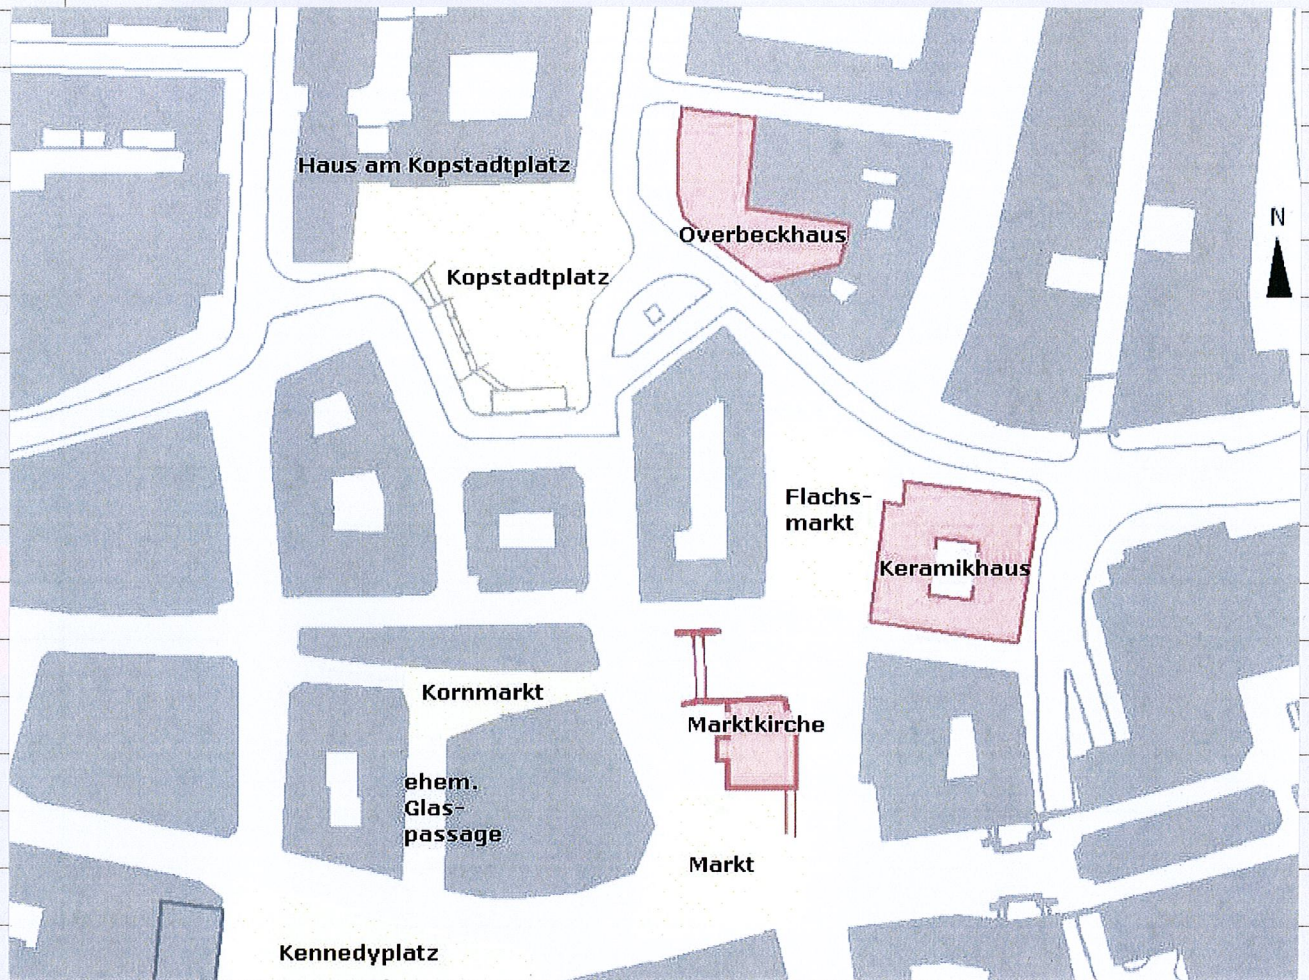 Haus am Kopstadtplatz
N
Overbeckhaus
Kopstadtplatz
Flachs-
markt
Keramikhaus
Kornmarkt
Marktkirche
ehem.
Glas-
passage
Markt
Kennedyplatz